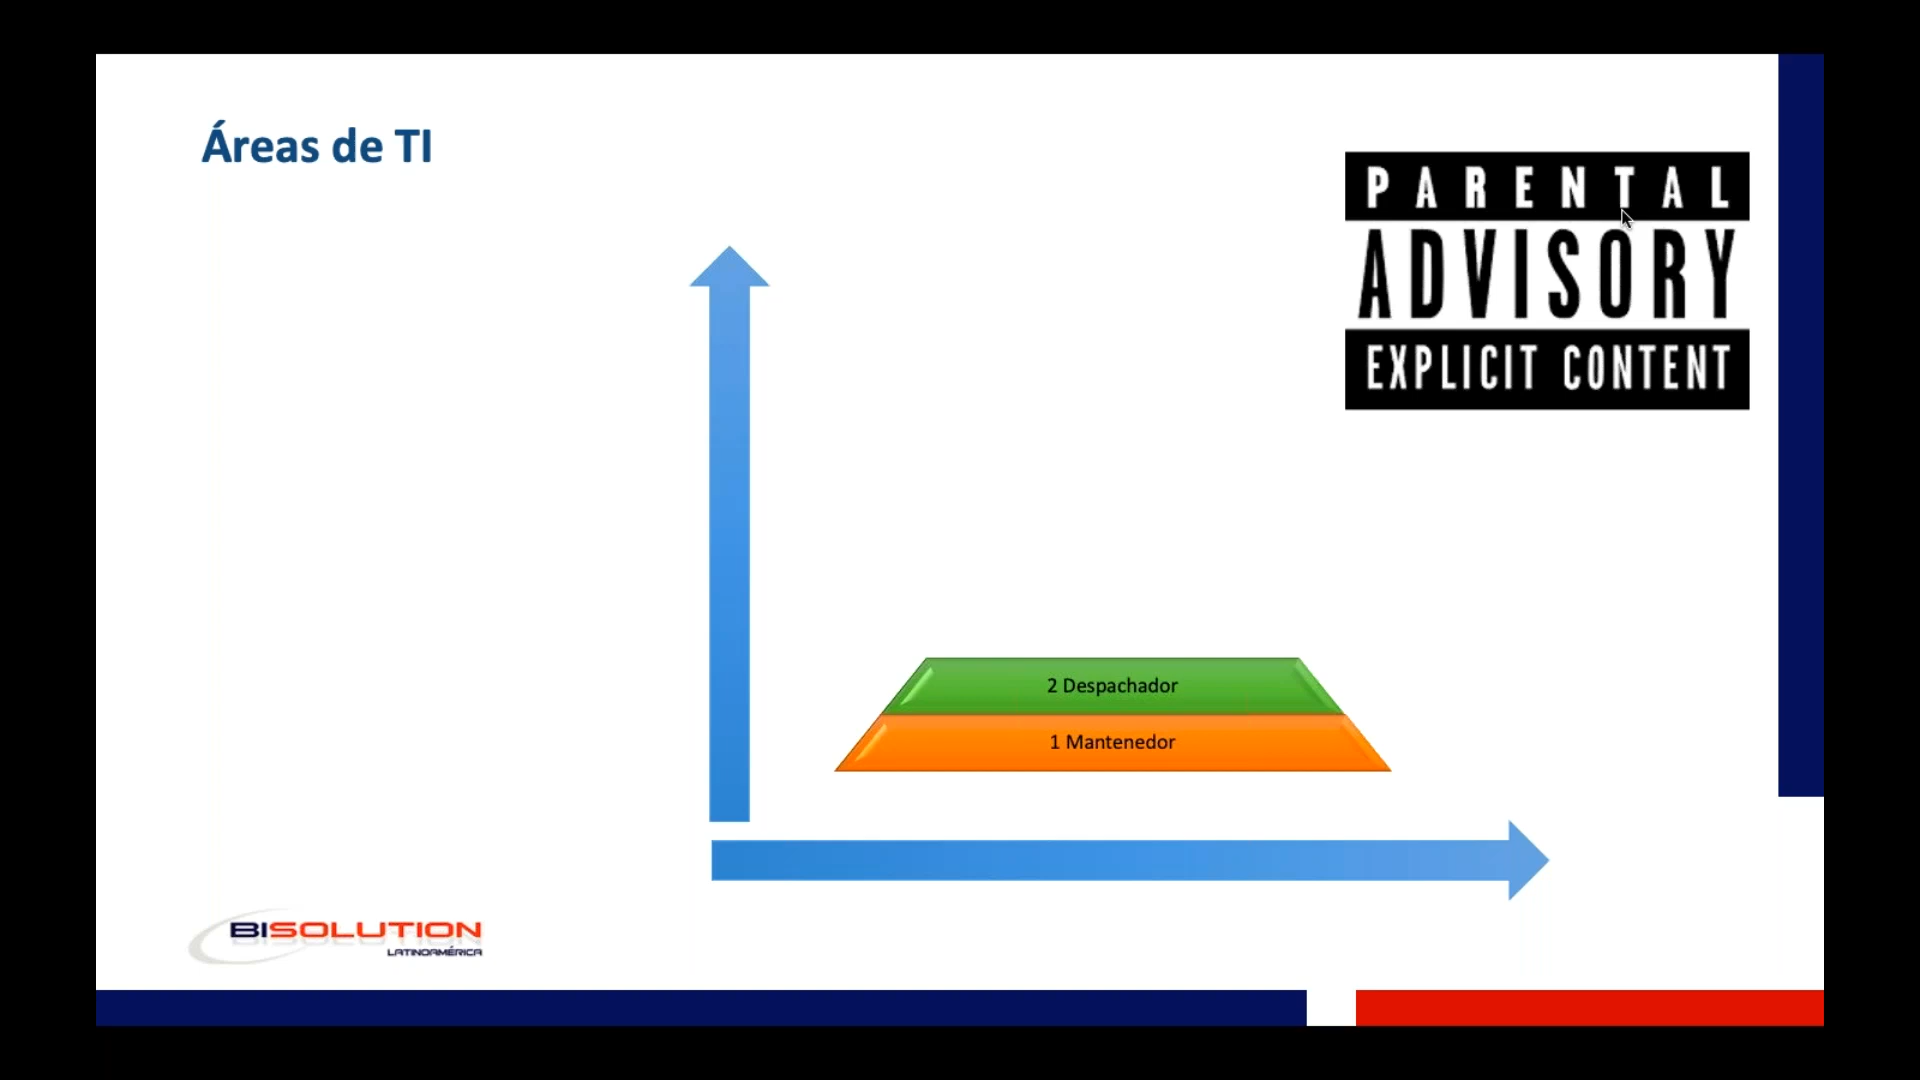 Áreas de TI
PARENTAL
ADVISORY
EXPLICIT CONTENT
2 Despachador
1 Mantenedor
BISOLUTION
LATINOAMÉRICA